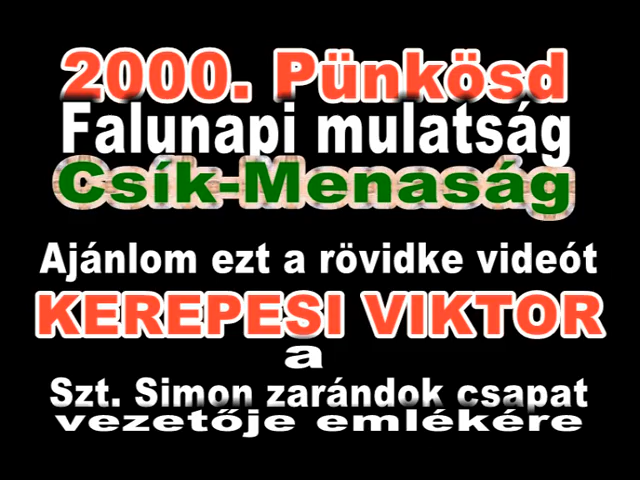 2000. Pünkösd
Falunapi mulatság
Csík-Menaság
Ajánlom ezt a rövidke videót
KEREPESI VIKTOR
a
Szt. Simon zarándok csapat
vezetője emlékére